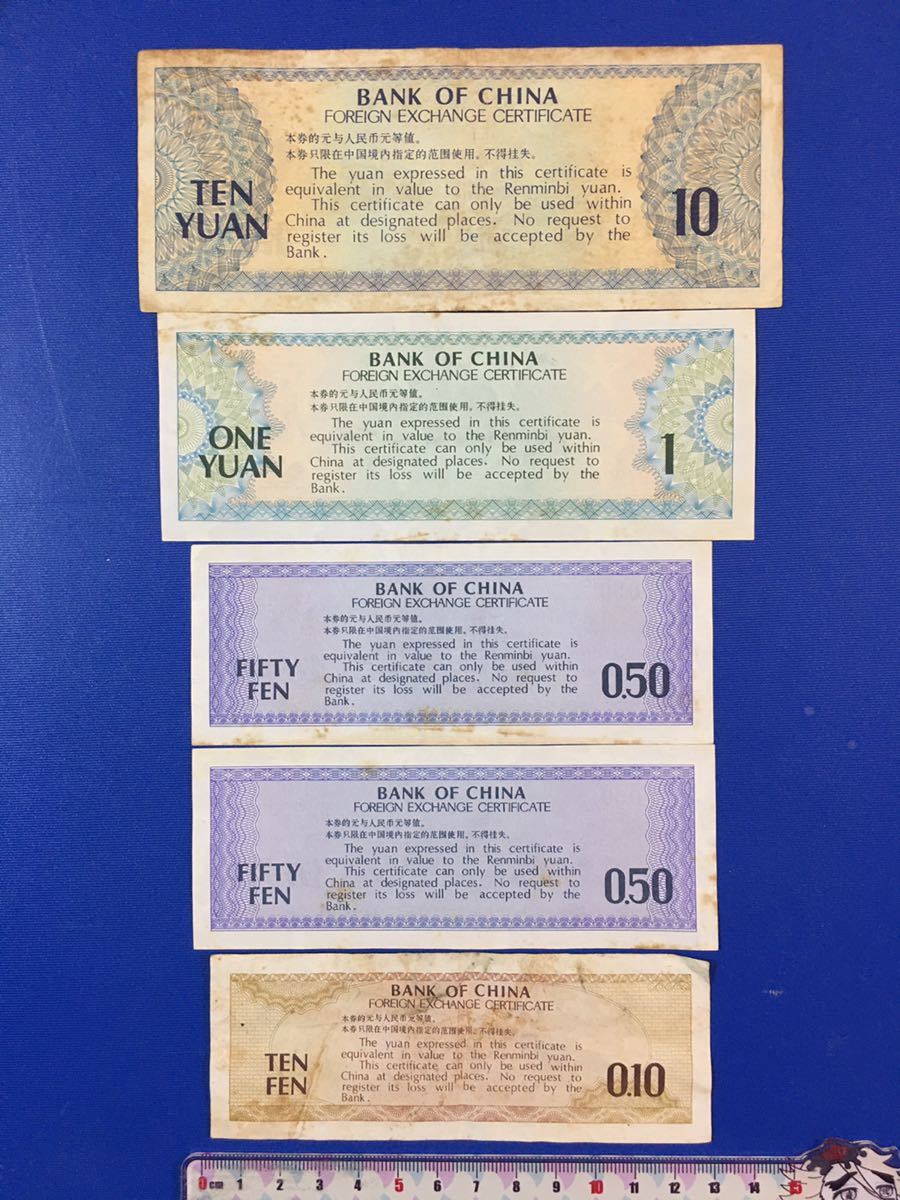 BANK OF CHINA
FOREIGN EXCHANGE CERTIFICATE
本券的元与人民币元等值。
本券只限在中国境内指定的范围使用。不得挂失。
The yuan expressed in this certificate is
equivalent in value to the Renminbi yuan.
This certificate can only be used within
China at designated places. No request to
register its loss will be accepted by the
Bank.
TEN
YUAN
10
BANK OF CHINA
FOREIGN EXCHANGE CERTIFICATE
本券的元与人民币元等值。
本券只限在中国境内指定的范围使用。不得挂失。
The yuan expressed in this certificate is
equivalent in value to the Renminbi yuan.
This certificate can only be used within
China at designated places. No request to
register its loss will be accepted by the
Bank.
ONE
YUAN
1
BANK OF CHINA
FOREIGN EXCHANGE CERTIFICATE
本券的元与人民币元等值。
本券只限在中国境内指定的范围使用。不得挂失。
The yuan expressed in this certificate is
equivalent in value to the Renminbi yuan.
This certificate can only be used within
China at designated places. No request to
register its loss will be accepted by the
Bank.
FIFTY
FEN
0.50
BANK OF CHINA
FOREIGN EXCHANGE CERTIFICATE
本券的元与人民币元等值。
本券只限在中国境内指定的范围使用。不得挂失。
The yuan expressed in this certificate is
equivalent in value to the Renminbi yuan.
This certificate can only be used within
China at designated places. No request to
register its loss will be accepted by the
Bank.
FIFTY
FEN
0.50
BANK OF CHINA
FOREIGN EXCHANGE CERTIFICATE
本券的元与人民币元等值。
本券只限在中国境内指定的范围使用。不得挂失。
The yuan expressed in this certificate is
equivalent in value to the Renminbi yuan.
This certificate can only be used within
China at designated places. No request to
register its loss will be accepted by the
Bank.
TEN
FEN
0.10
0cm 1 2 3 4 5 6 7 8 9 10 11 12 13 14 15